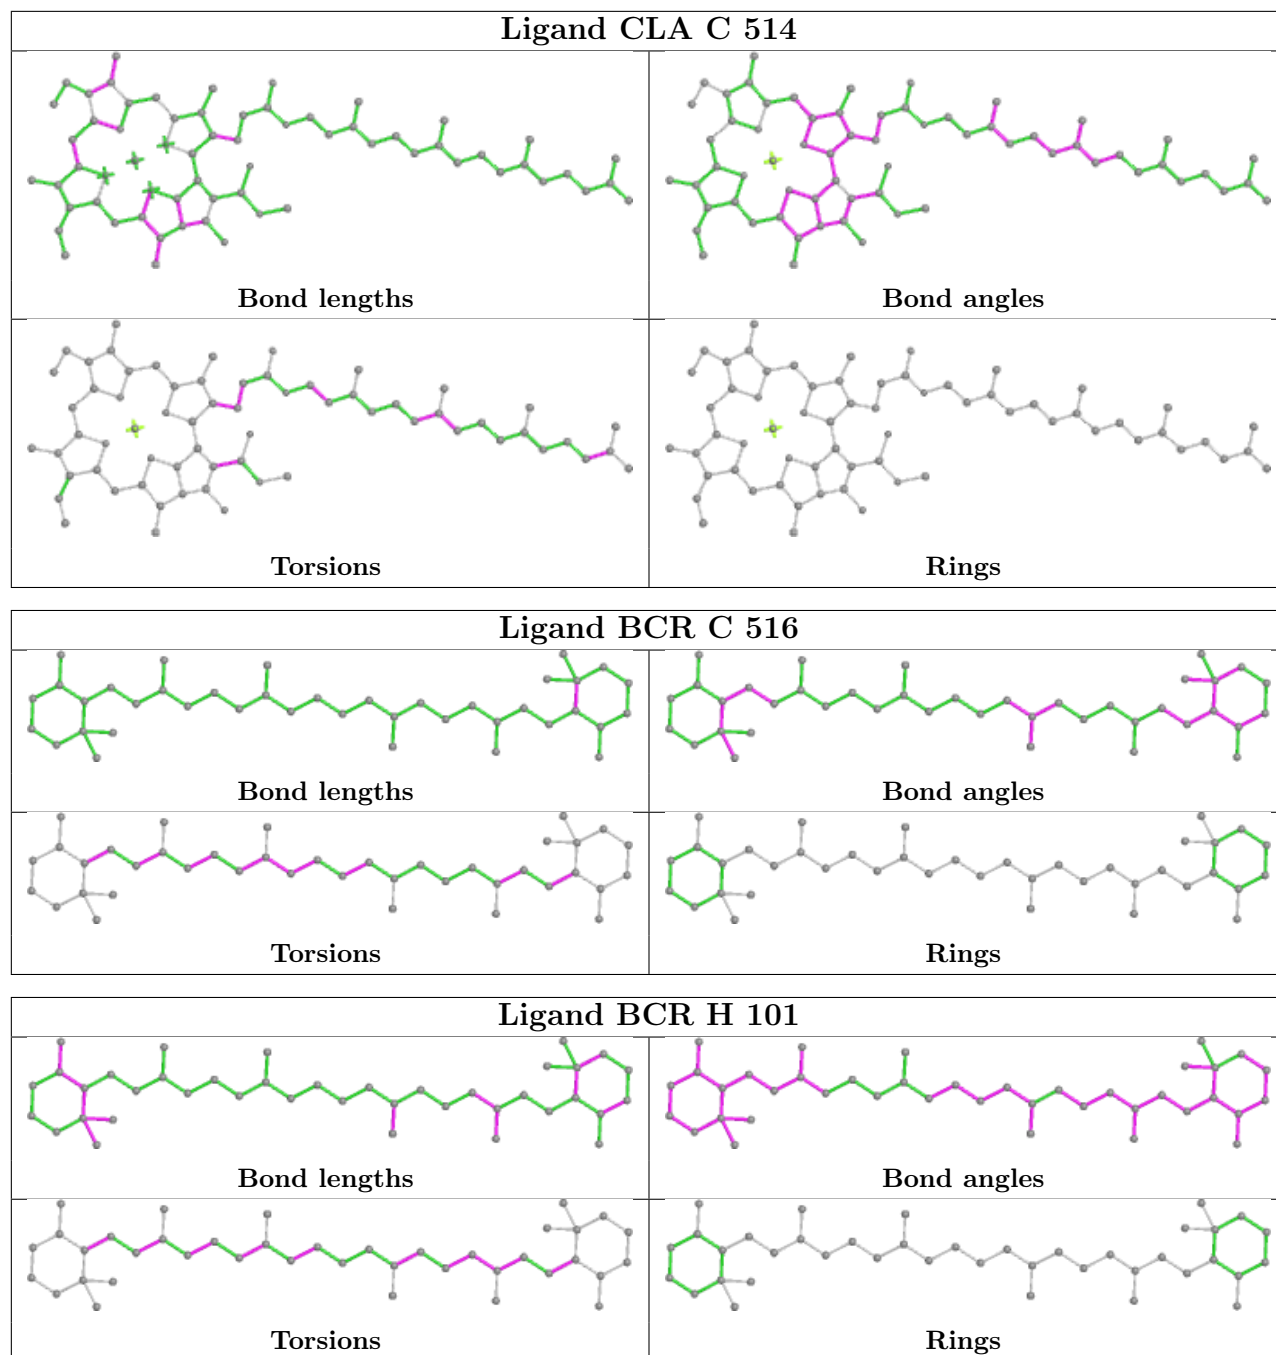 Ligand CLA C 514
Bond lengths
Bond angles
Torsions
Rings
Ligand BCR C 516
Bond lengths
Bond angles
Torsions
Rings
Ligand BCR H 101
Bond lengths
Bond angles
Torsions
Rings